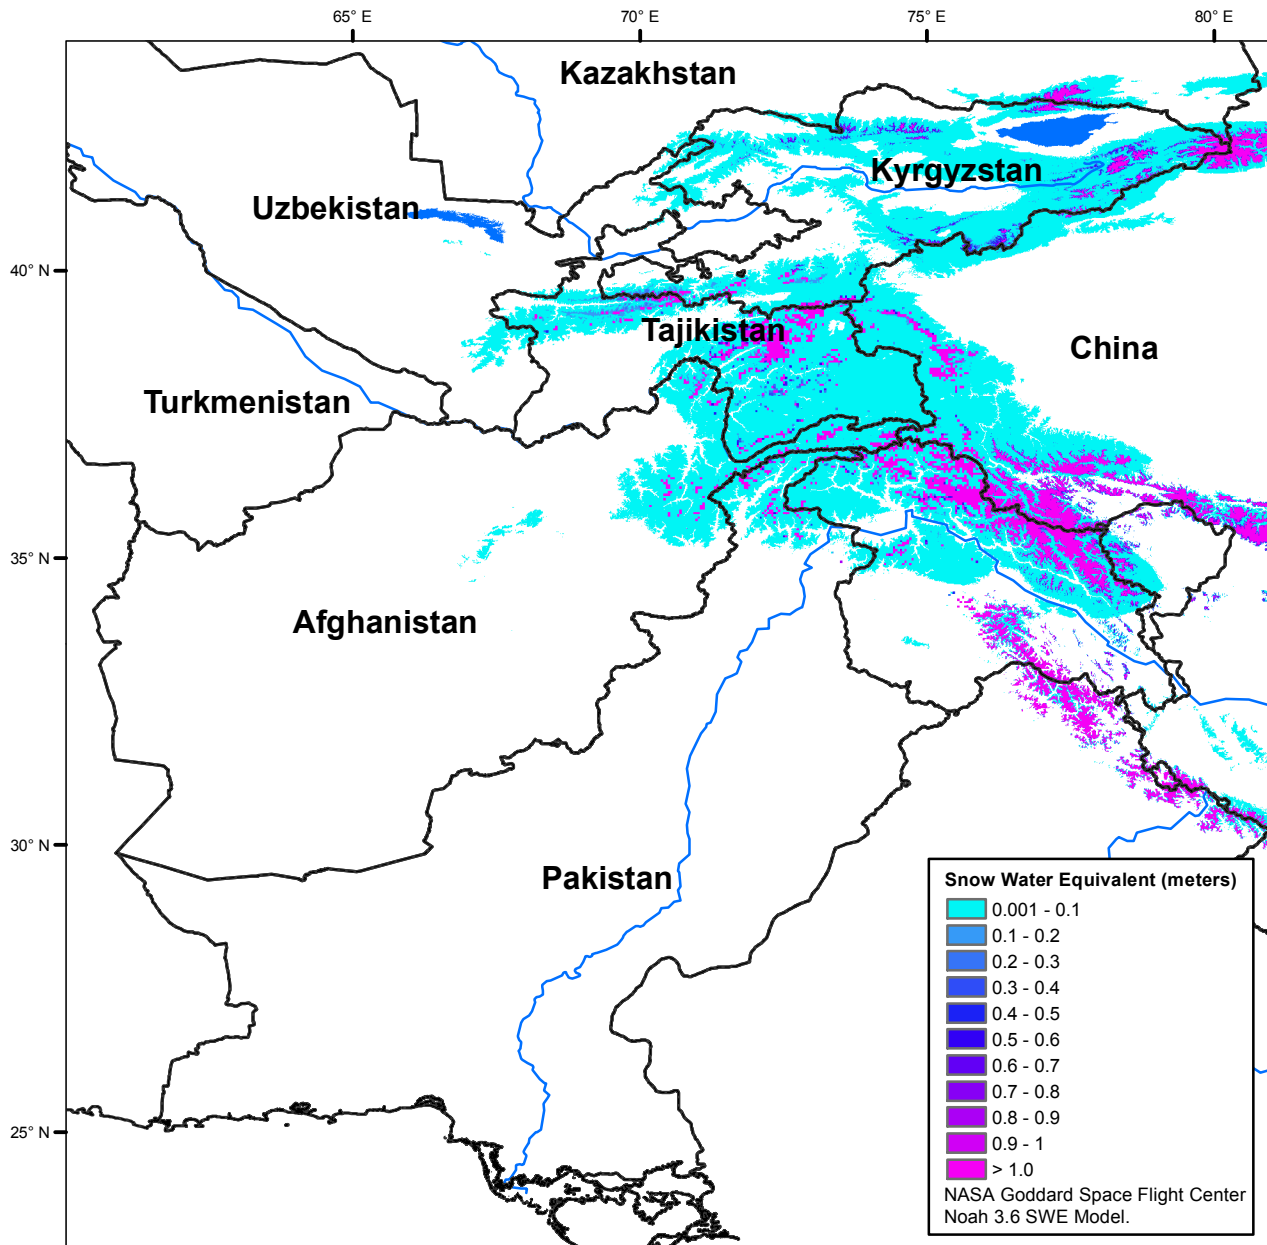 65° E
70° E
75° E
80° E
Kazakhstan
Kyrgyzstan
Uzbekistan
40° N
Tajikistan
China
Turkmenistan
35° N
Afghanistan
30° N
Pakistan
25° N
Snow Water Equivalent (meters)
0.001 - 0.1
0.1 - 0.2
0.2 - 0.3
0.3 - 0.4
0.4 - 0.5
0.5 - 0.6
0.6 - 0.7
0.7 - 0.8
0.8 - 0.9
0.9 - 1
> 1.0
NASA Goddard Space Flight Center
Noah 3.6 SWE Model.